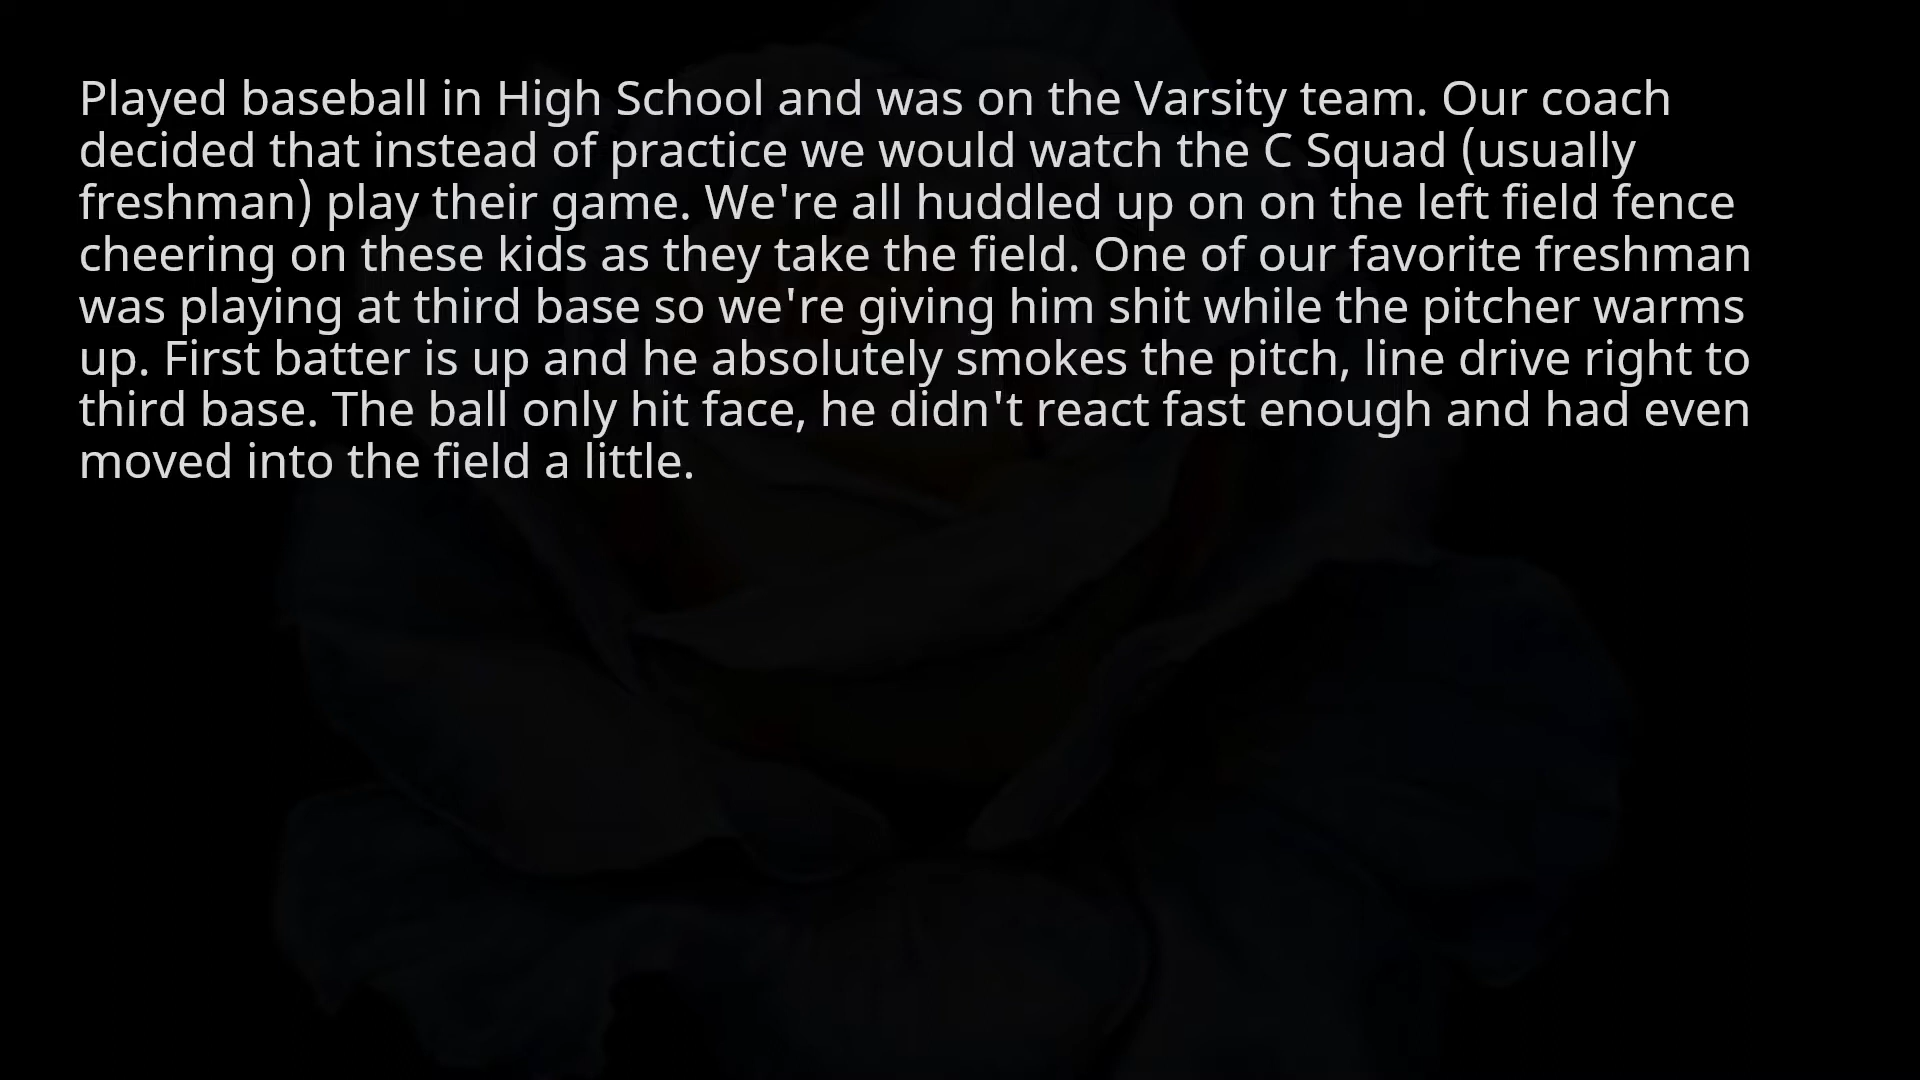 Played baseball in High School and was on the Varsity team. Our coach
decided that instead of practice we would watch the C Squad (usually
freshman) play their game. We're all huddled up on on the left field fence
cheering on these kids as they take the field. One of our favorite freshman
was playing at third base so we're giving him shit while the pitcher warms
up. First batter is up and he absolutely smokes the pitch, line drive right to
third base. The ball only hit face, he didn't react fast enough and had even
moved into the field a little.